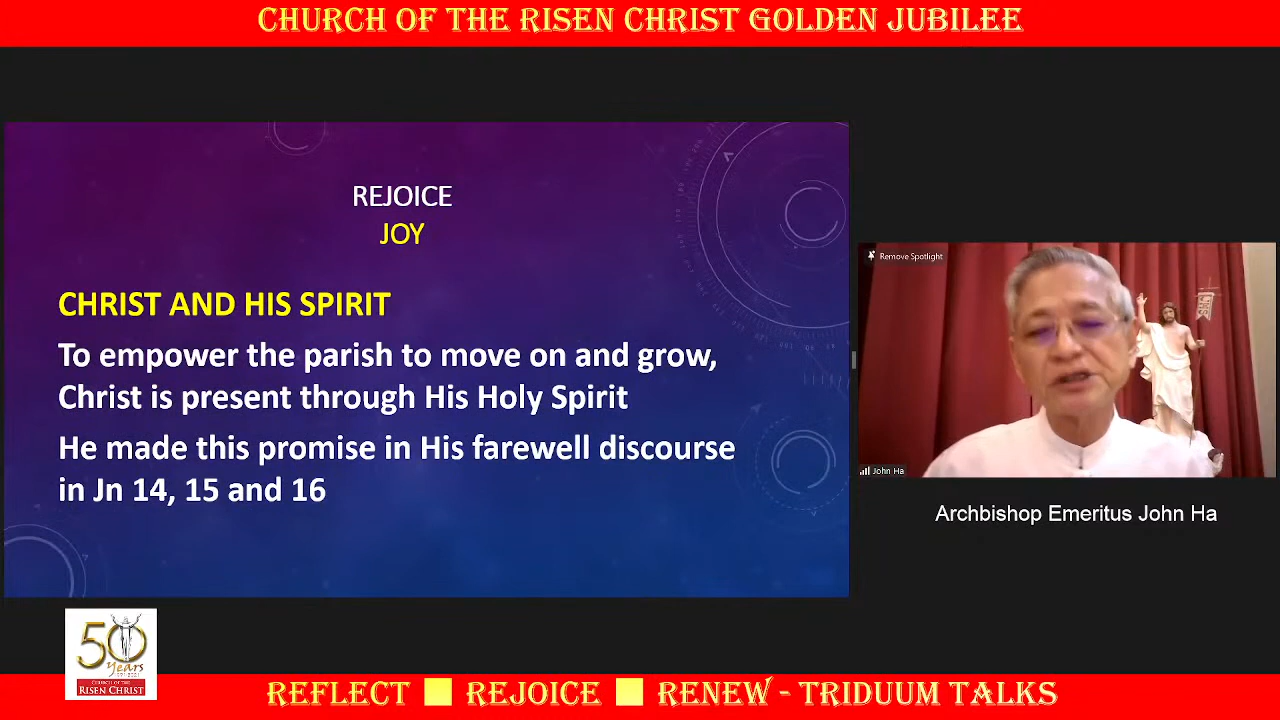 CHURCH OF THE RISEN CHRIST GOLDEN JUBILEE
REJOICE
JOY
CHRIST AND HIS SPIRIT
To empower the parish to move on and grow,
Christ is present through His Holy Spirit
He made this promise in His farewell discourse
in Jn 14, 15 and 16
Remove Spotlight
John Ha
Archbishop Emeritus John Ha
50
Years
CHURCH OF THE
RISEN CHRIST
REFLECT REJOICE RENEW - TRIDUUM TALKS